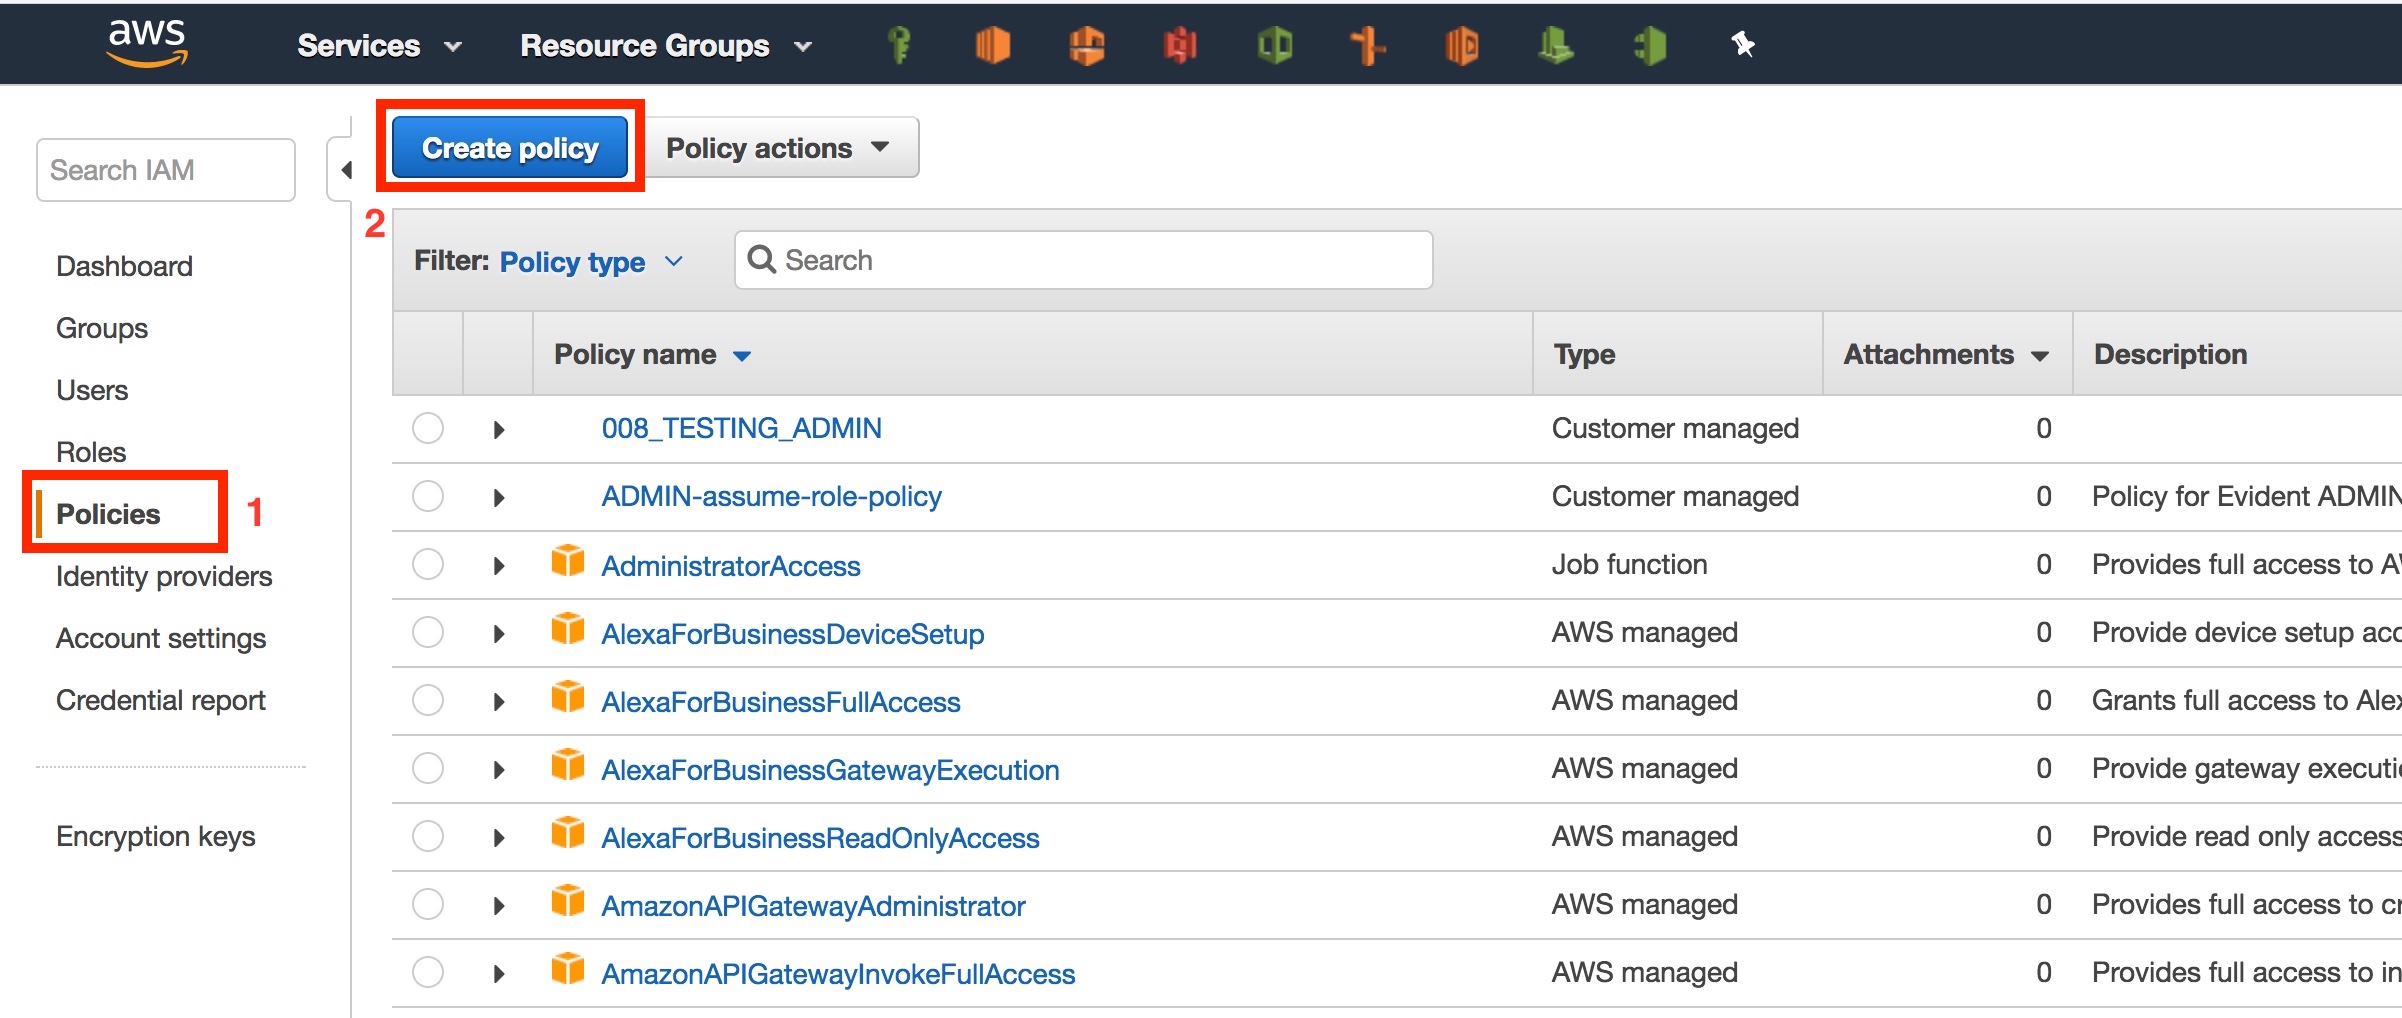 aws
Services
Resource Groups
Search IAM
Create policy
Policy actions
2
Filter: Policy type
Search
Dashboard
Groups
Users
Roles
Policies
1
Identity providers
Account settings
Credential report
Encryption keys
Policy name Type Attachments Description
008_TESTING_ADMIN Customer managed 0
ADMIN-assume-role-policy Customer managed 0 Policy for Evident ADMIN
AdministratorAccess Job function 0 Provides full access to AW
AlexaForBusinessDeviceSetup AWS managed 0 Provide device setup acc
AlexaForBusinessFullAccess AWS managed 0 Grants full access to Alex
AlexaForBusinessGatewayExecution AWS managed 0 Provide gateway executi
AlexaForBusinessReadOnlyAccess AWS managed 0 Provide read only access
AmazonAPIGatewayAdministrator AWS managed 0 Provides full access to cr
AmazonAPIGatewayInvokeFullAccess AWS managed 0 Provides full access to in